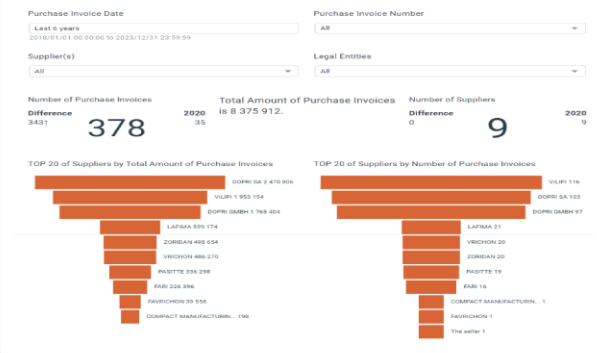 Purchase Invoice Date
Purchase Invoice Number
Last 6 years
All
2018/01/01 00:00:00 to 2023/12/31 23:59:59
Supplier(s)
Legal Entities
All
All
Number of Purchase Invoices
Difference
343↑
378
2020
35
Total Amount of Purchase Invoices
is 8 375 912.
Number of Suppliers
Difference
0
9
2020
9
TOP 20 of Suppliers by Total Amount of Purchase Invoices
DOPRI SA 2 470 806
VILIPI 1 953 154
DOPRI GMBH 1 768 404
LAFIMA 599 174
ZORIDAN 498 654
VRICHON 486 270
PASITTE 336 298
FARI 226 396
FAVRICHON 39 558
COMPACT MANUFACTURIN... 198
TOP 20 of Suppliers by Number of Purchase Invoices
VILIPI 116
DOPRI SA 103
DOPRI GMBH 97
LAFIMA 21
VRICHON 20
ZORIDAN 20
PASITTE 19
FARI 16
COMPACT MANUFACTURIN... 1
FAVRICHON 1
The seller 1